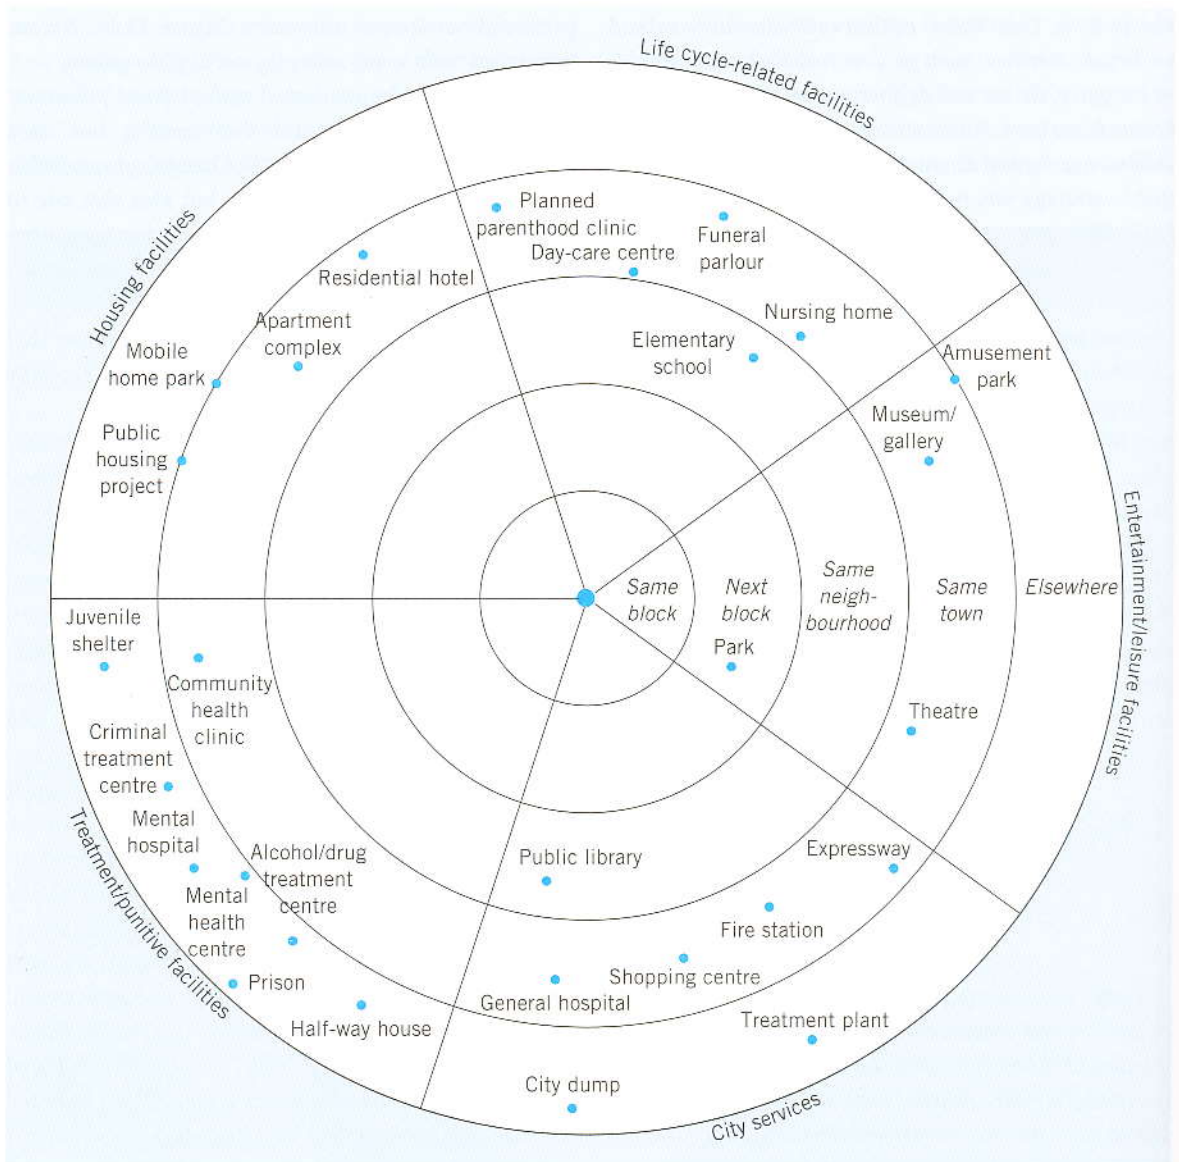 Life cycle-related facilities
Planned
parenthood clinic
Day-care centre
Funeral
parlour
Nursing home
Elementary
school
Housing facilities
Residential hotel
Apartment
complex
Mobile
home park
Public
housing
project
Amusement
park
Museum/
gallery
Entertainment/leisure facilities
Same
block
Next
block
Same
neigh-
bourhood
Same
town
Elsewhere
Park
Theatre
Juvenile
shelter
Community
health
clinic
Criminal
treatment
centre
Mental
hospital
Alcohol/drug
treatment
centre
Mental
health
centre
Prison
Half-way house
Treatment/punitive facilities
Public library
Expressway
Fire station
Shopping centre
General hospital
Treatment plant
City dump
City services